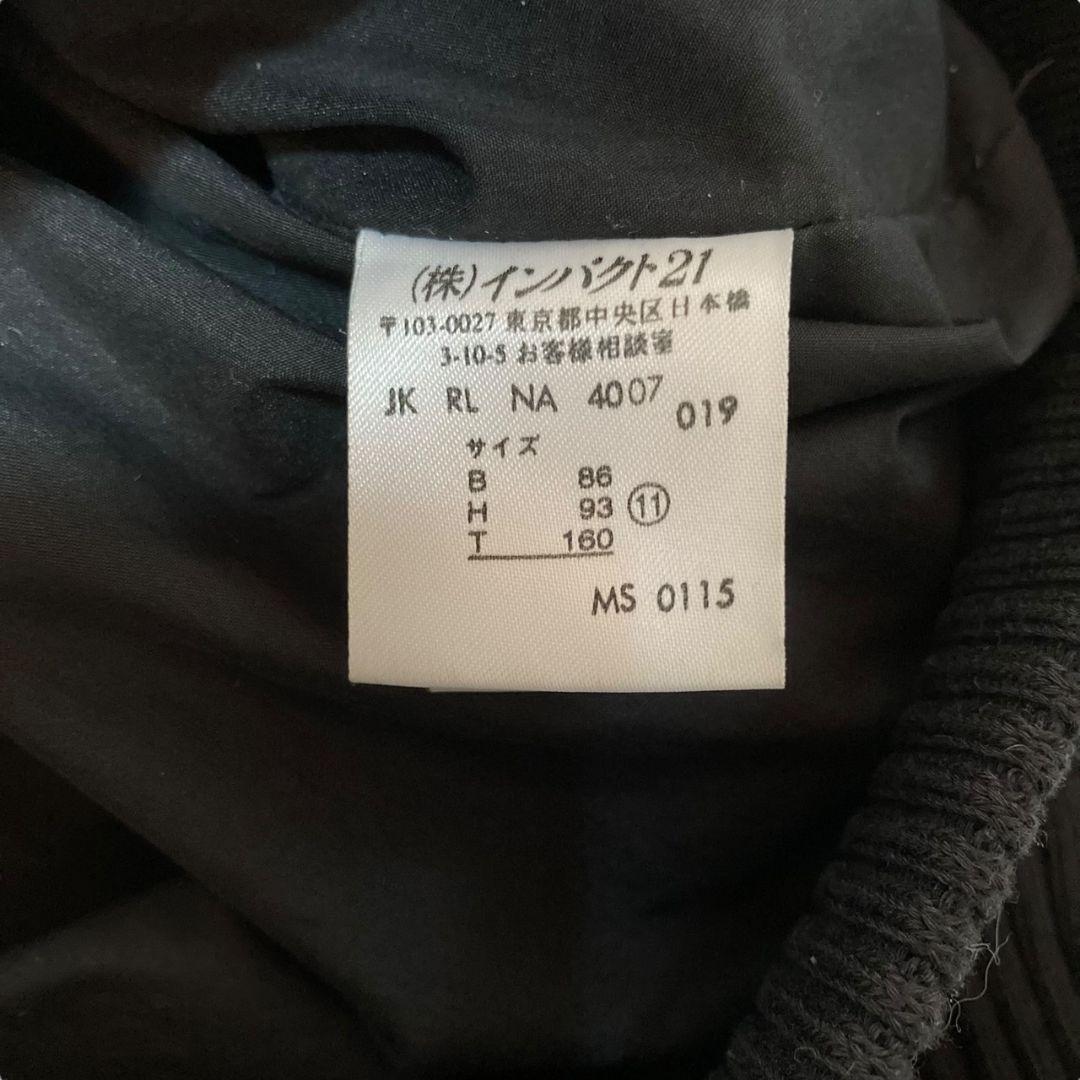 (株)インパクト21
〒103-0027 東京都中央区日本橋
3-10-5 お客様相談室
JK RL NA 4007 019
サイズ
B 86
H 93 ⑪
T 160
MS 0115